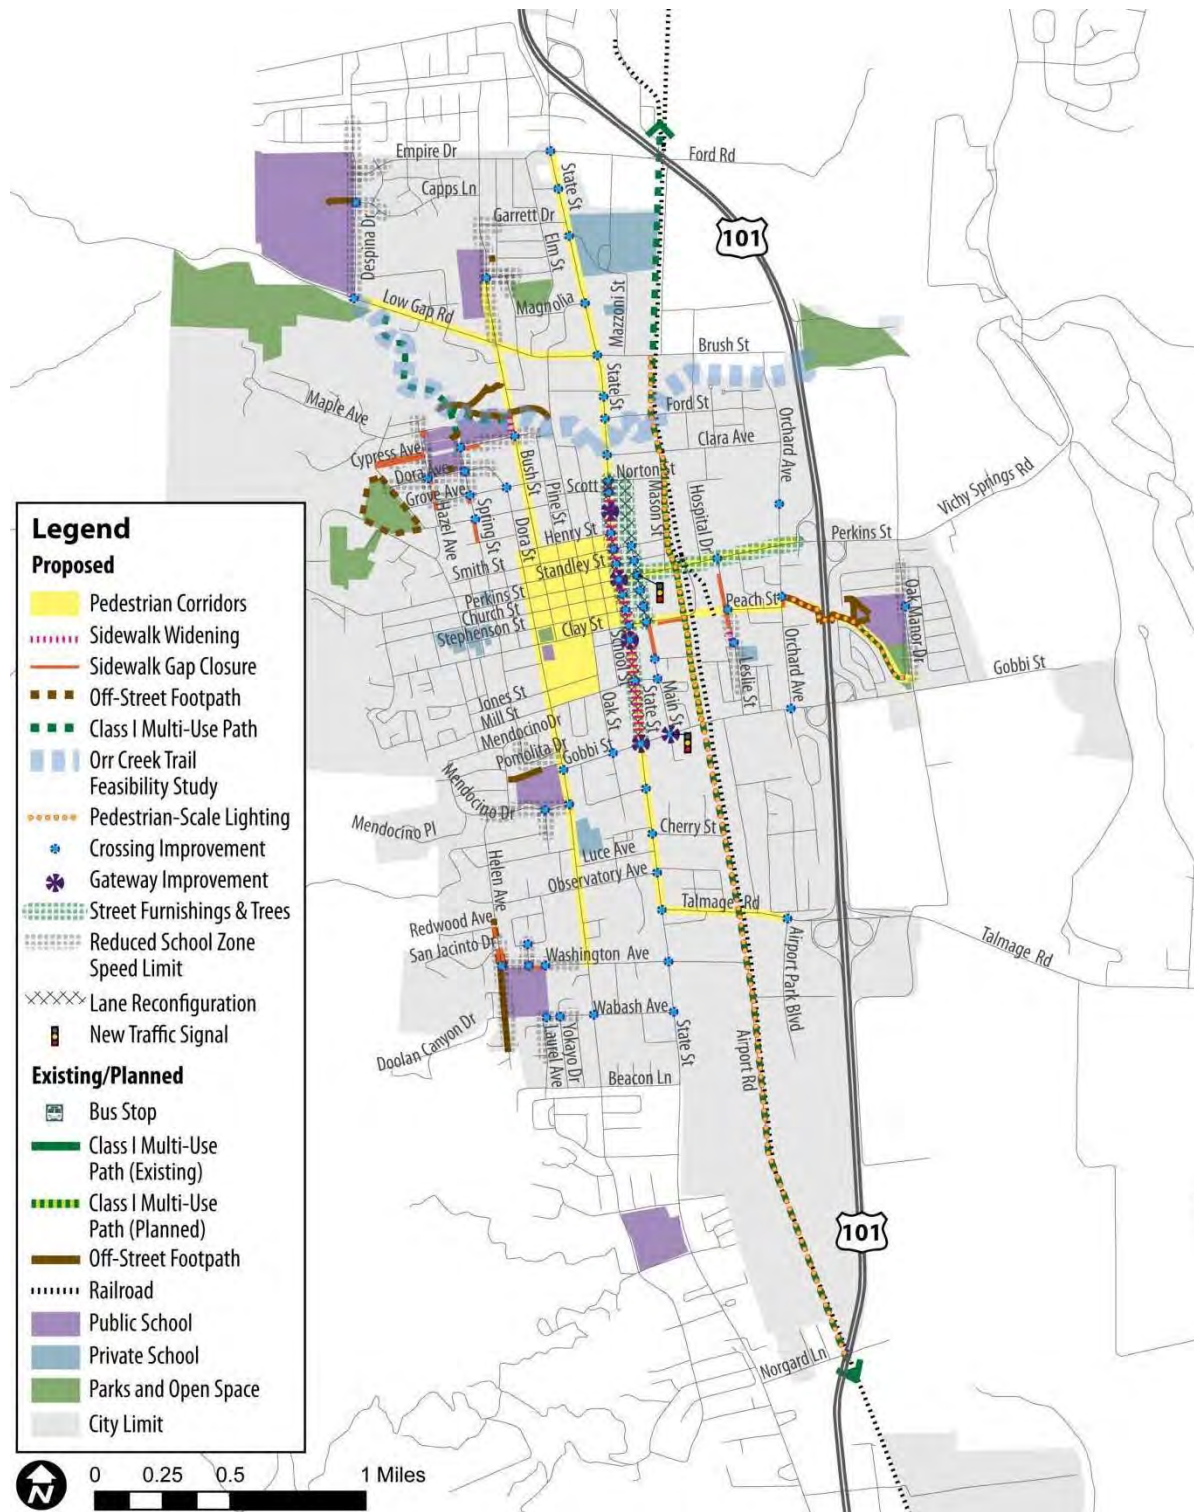 Empire Dr
Ford Rd
State St
Capps Ln
Garrett Dr
101
Despina Dr
Elm St
Mazzoni St
Low Gap Rd
Magnolia
Brush St
State St
Ford St
Maple Ave
Orchard Ave
Clara Ave
Cypress Ave
Bush St
Pine St
Norton St
Dora Ave
Scott
Mason St
Vichy Springs Rd
Grove Ave
Hospital Dr
Hazel Ave
Spring St
Dora St
Henry St
Perkins St
Smith St
Standley St
Perkins St
Church St
Stephenson St
Peach St
Oak Manor Dr
Clay St
School St
Leslie St
Orchard Ave
Gobbi St
Jones St
Mill St
Oak St
State St
Main St
Mendocino Dr
Pomolita Dr
Gobbi St
Mendocino Dr
Mendocino Pl
Cherry St
Luce Ave
Helen Ave
Observatory Ave
Redwood Ave
Talmage Rd
San Jacinto Dr
Washington Ave
Talmage Rd
Airport Park Blvd
Wabash Ave
Doolan Canyon Dr
Laurel Ave
Yokayo Dr
State St
Airport Rd
Beacon Ln
101
Norgard Ln
Legend
Proposed
Pedestrian Corridors
Sidewalk Widening
Sidewalk Gap Closure
Off-Street Footpath
Class I Multi-Use Path
Orr Creek Trail
Feasibility Study
Pedestrian-Scale Lighting
Crossing Improvement
Gateway Improvement
Street Furnishings & Trees
Reduced School Zone
Speed Limit
Lane Reconfiguration
New Traffic Signal
Existing/Planned
Bus Stop
Class I Multi-Use
Path (Existing)
Class I Multi-Use
Path (Planned)
Off-Street Footpath
Railroad
Public School
Private School
Parks and Open Space
City Limit
N
0 0.25 0.5 1 Miles